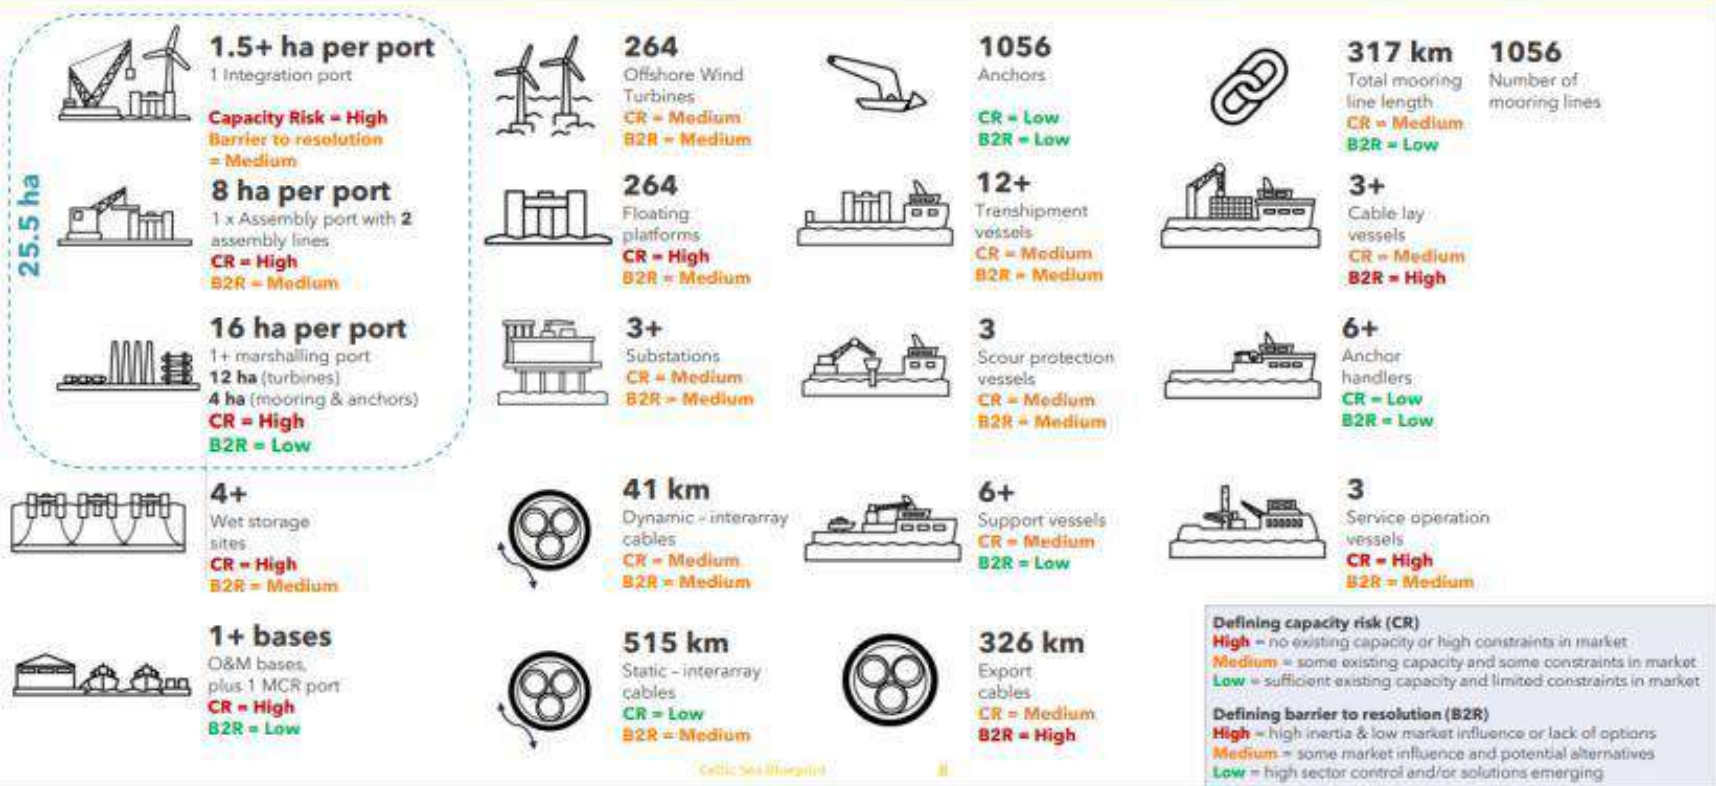 25.5 ha
1.5+ ha per port
1 Integration port
Capacity Risk = High
Barrier to resolution
= Medium
8 ha per port
1 x Assembly port with 2
assembly lines
CR = High
B2R = Medium
16 ha per port
1+ marshalling port
12 ha (turbines)
4 ha (mooring & anchors)
CR = High
B2R = Low
4+
Wet storage
sites
CR = High
B2R = Medium
1+ bases
O&M bases,
plus 1 MCR port
CR = High
B2R = Low
264
Offshore Wind
Turbines
CR = Medium
B2R = Medium
264
Floating
platforms
CR = High
B2R = Medium
3+
Substations
CR = Medium
B2R = Medium
41 km
Dynamic - interarray
cables
CR = Medium
B2R = Medium
515 km
Static - interarray
cables
CR = Low
B2R = Medium
1056
Anchors
CR = Low
B2R = Low
12+
Transhipment
vessels
CR = Medium
B2R = Medium
3
Scour protection
vessels
CR = Medium
B2R = Medium
6+
Support vessels
CR = Medium
B2R = Low
326 km
Export
cables
CR = Medium
B2R = High
317 km
Total mooring
line length
CR = Medium
B2R = Low
1056
Number of
mooring lines
3+
Cable lay
vessels
CR = Medium
B2R = High
6+
Anchor
handlers
CR = Low
B2R = Low
3
Service operation
vessels
CR = High
B2R = Medium
Defining capacity risk (CR)
High = no existing capacity or high constraints in market
Medium = some existing capacity and some constraints in market
Low = sufficient existing capacity and limited constraints in market
Defining barrier to resolution (B2R)
High = high inertia & low market influence or lack of options
Medium = some market influence and potential alternatives
Low = high sector control and/or solutions emerging
Celtic Sea Blueprint
8